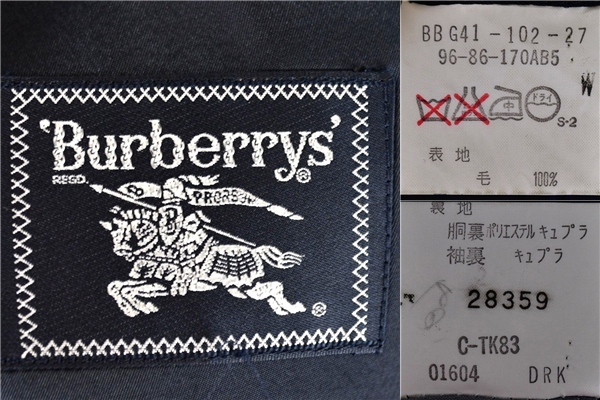 'Burberrys'®
REGD.
PRORSUM
®
BB G41-102-27
96-86-170AB5
W
中
ドライ
S-2
表地
毛 100%
裏地
胴裏ポリエステルキュプラ
袖裏 キュプラ
28359
C-TK83
01604 DRK